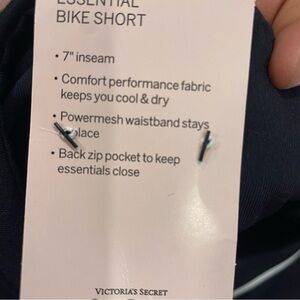 ESSENTIAL
BIKE SHORT
• 7" inseam
• Comfort performance fabric
keeps you cool & dry
• Powermesh waistband stays
place
• Back zip pocket to keep
essentials close
VICTORIA'S SECRET